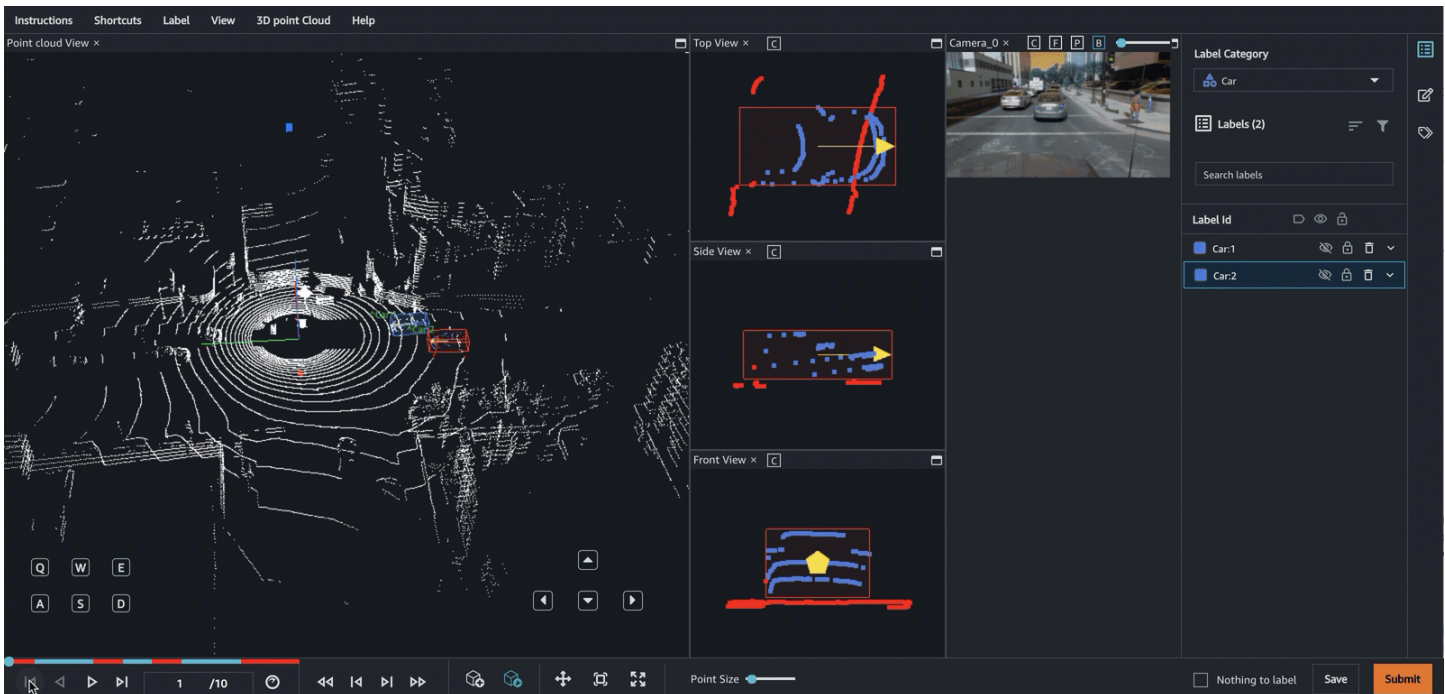 Instructions Shortcuts Label View 3D point Cloud Help
Point cloud View ×
Top View × C
Camera_0 × C F P B
Label Category
Car
Labels (2)
Search labels
Label Id
Car:1
Car:2
Side View × C
Front View × C
Q W E
A S D
1 /10
Point Size
Nothing to label
Save
Submit